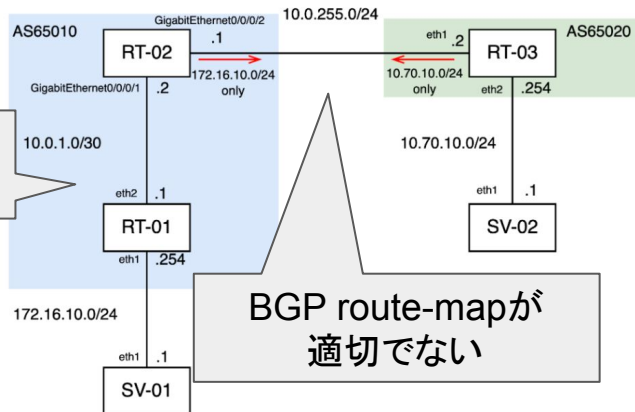 AS65010
GigabitEthernet0/0/0/2
10.0.255.0/24
AS65020
RT-02
.1
eth1
.2
RT-03
172.16.10.0/24
only
10.70.10.0/24
only
GigabitEthernet0/0/0/1
.2
eth2
.254
10.0.1.0/30
10.70.10.0/24
eth2
.1
eth1
.1
RT-01
SV-02
eth1
.254
BGP route-mapが
適切でない
172.16.10.0/24
eth1
.1
SV-01